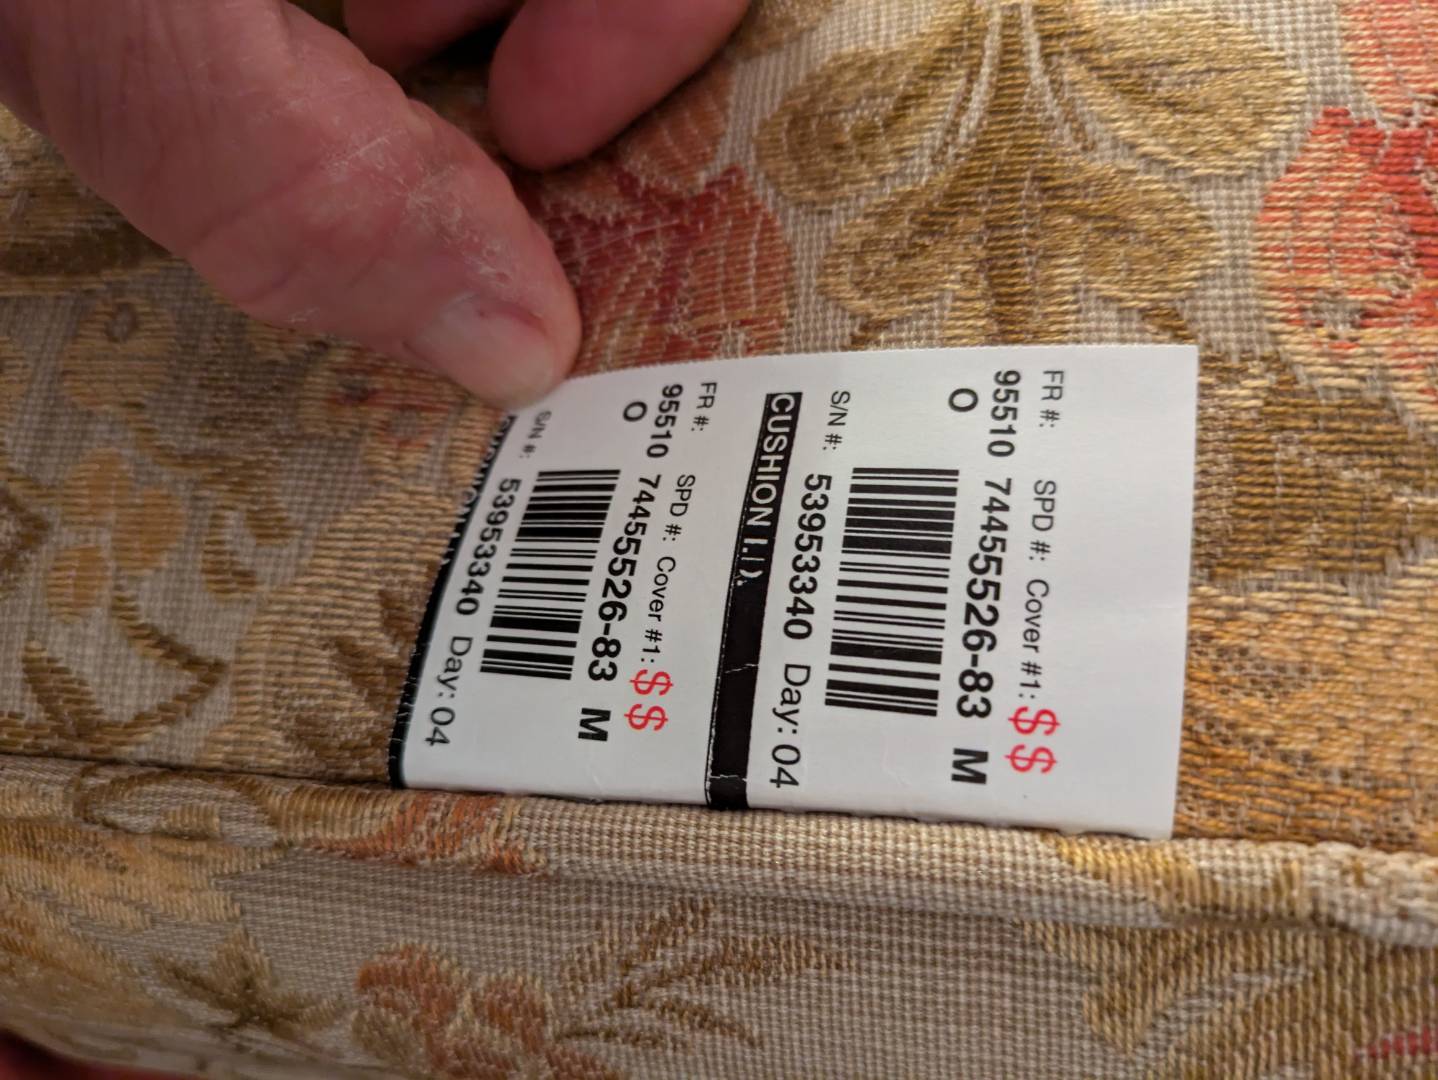 FR #: SPD #: Cover #1: $$
95510 74455526-83 M
O
S/N #: 53953340 Day: 04
CUSHION I.D.
FR #: SPD #: Cover #1: $$
95510 74455526-83 M
O
S/N #: 53953340 Day: 04